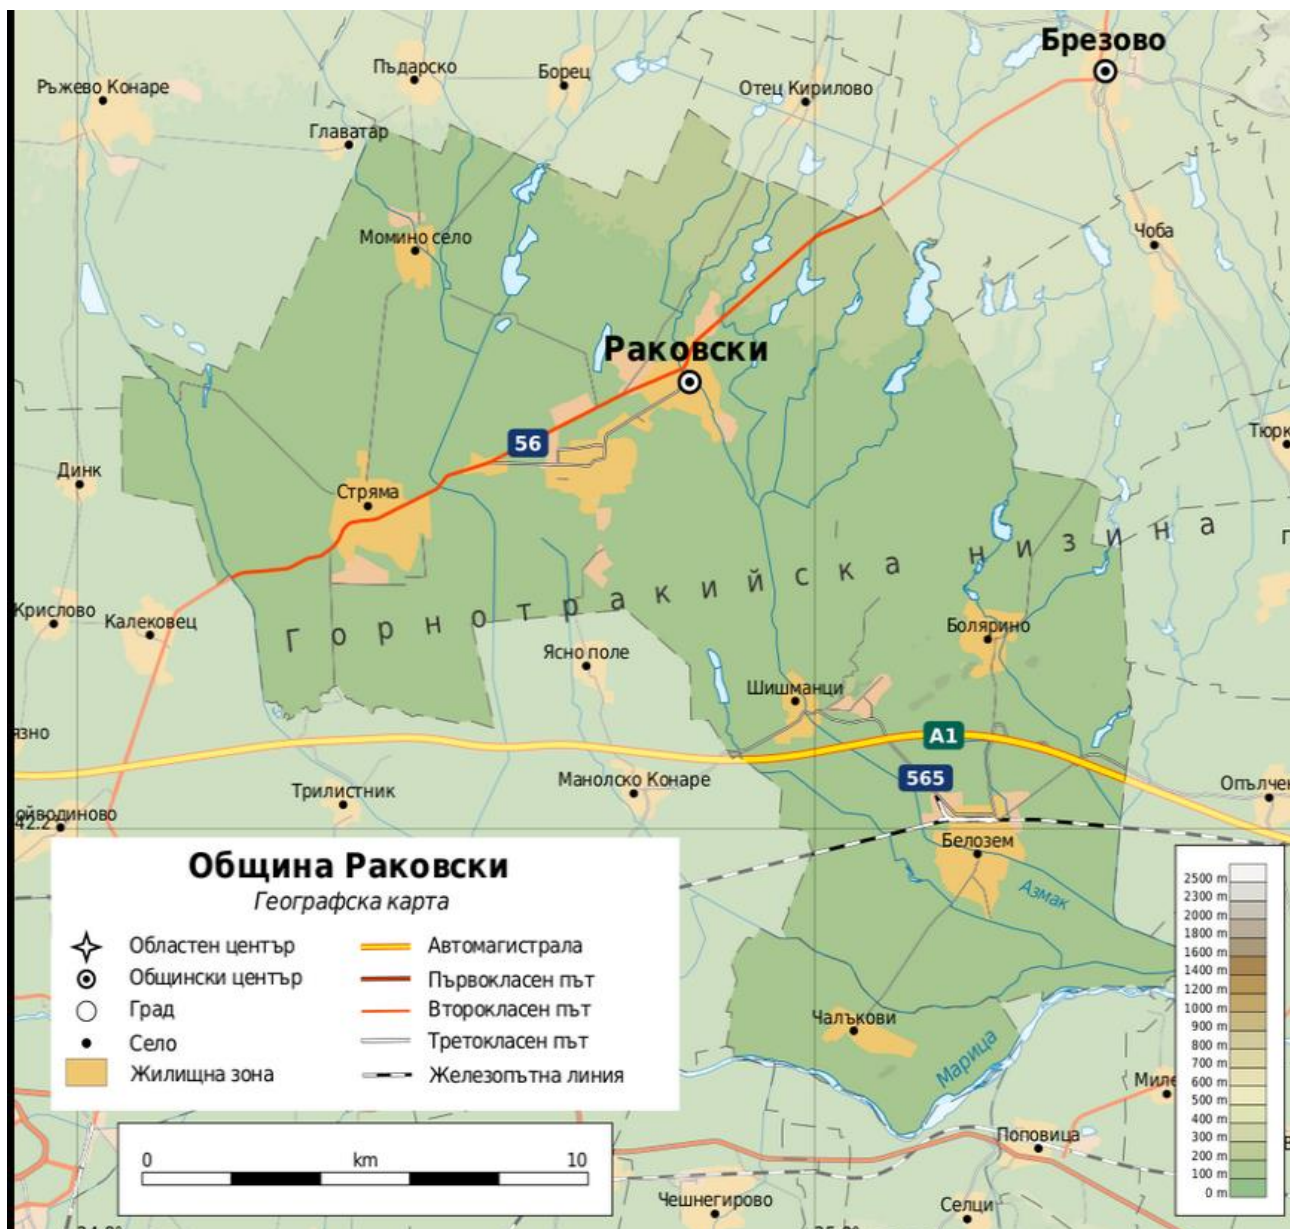 Брезово
Пъдарско
Борец
Ръжево Конаре
Отец Кирилово
Главатар
Момино село
Чоба
Раковски
56
Динк
Стряма
Горнотракийска низина
Крислово
Калековец
Болярино
Ясно поле
Шишманци
A1
565
Манолско Конаре
Трилистник
Белозем
Азмак
Чалъкови
Марица
Поповица
Чешнегирово
Селци
Община Раковски
Географска карта
Областен център
Общински център
Град
Село
Жилищна зона
Автомагистрала
Първокласен път
Второкласен път
Третокласен път
Железопътна линия
0 km 10
2500 m
2300 m
2000 m
1800 m
1600 m
1400 m
1200 m
1000 m
900 m
800 m
700 m
600 m
500 m
400 m
300 m
200 m
100 m
0 m